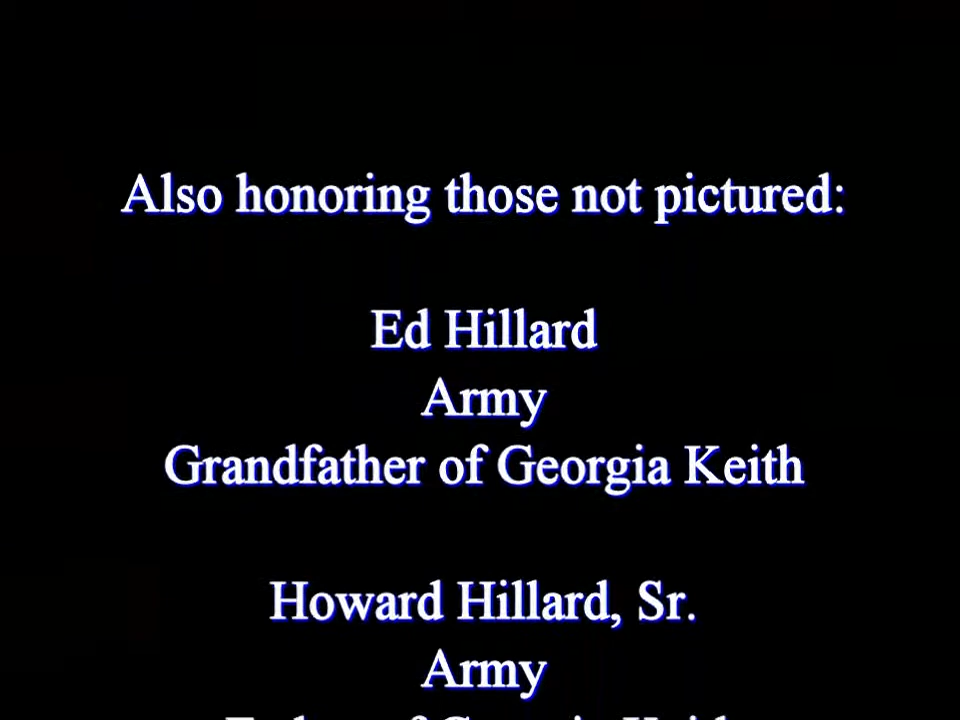 Also honoring those not pictured:
Ed Hillard
Army
Grandfather of Georgia Keith
Howard Hillard, Sr.
Army